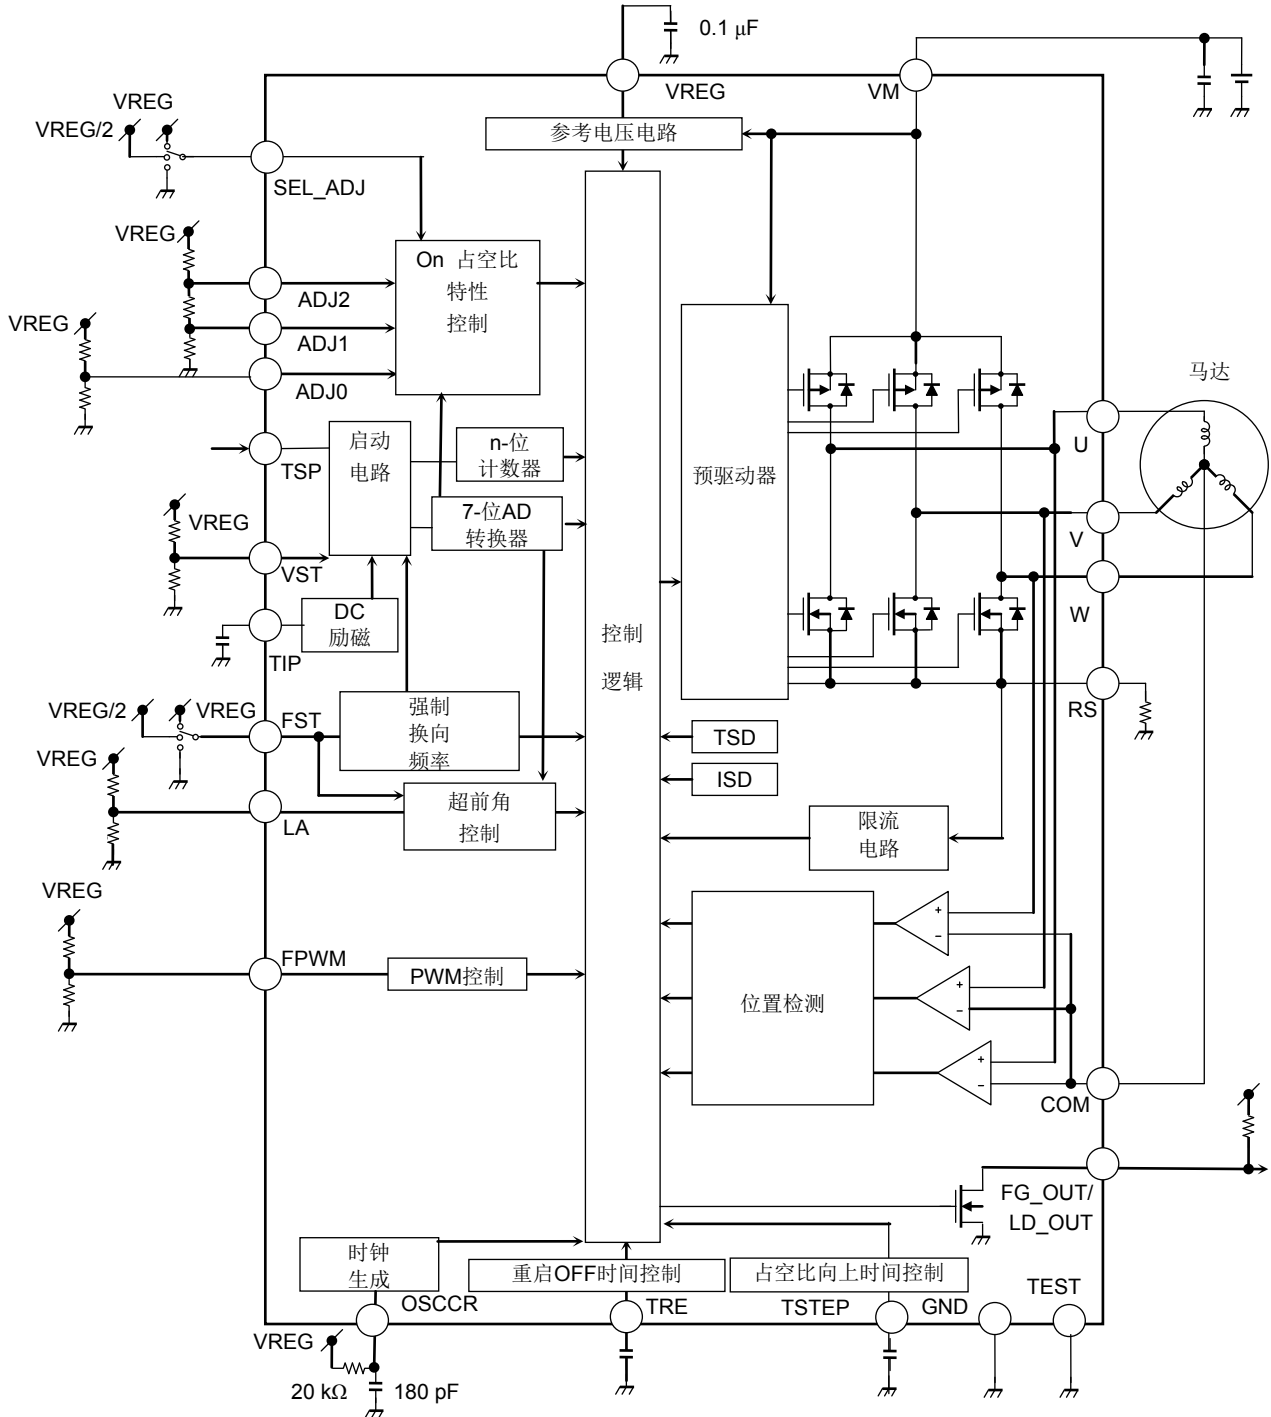 0.1 μF
VREG
VM
VREG
VREG/2
参考电压电路
SEL_ADJ
VREG
On 占空比
特性
控制
ADJ2
VREG
ADJ1
ADJ0
马达
启动
电路
n-位
计数器
TSP
U
预驱动器
VREG
7-位AD
转换器
V
VST
DC
励磁
W
控制
逻辑
TIP
VREG/2
VREG
FST
强制
换向
频率
RS
TSD
VREG
ISD
超前角
控制
LA
限流
电路
VREG
+
−
FPWM
PWM控制
位置检测
+
−
+
−
COM
FG_OUT/
LD_OUT
时钟
生成
重启OFF时间控制
占空比向上时间控制
OSCCR
TRE
TSTEP
GND
TEST
VREG
20 kΩ
180 pF